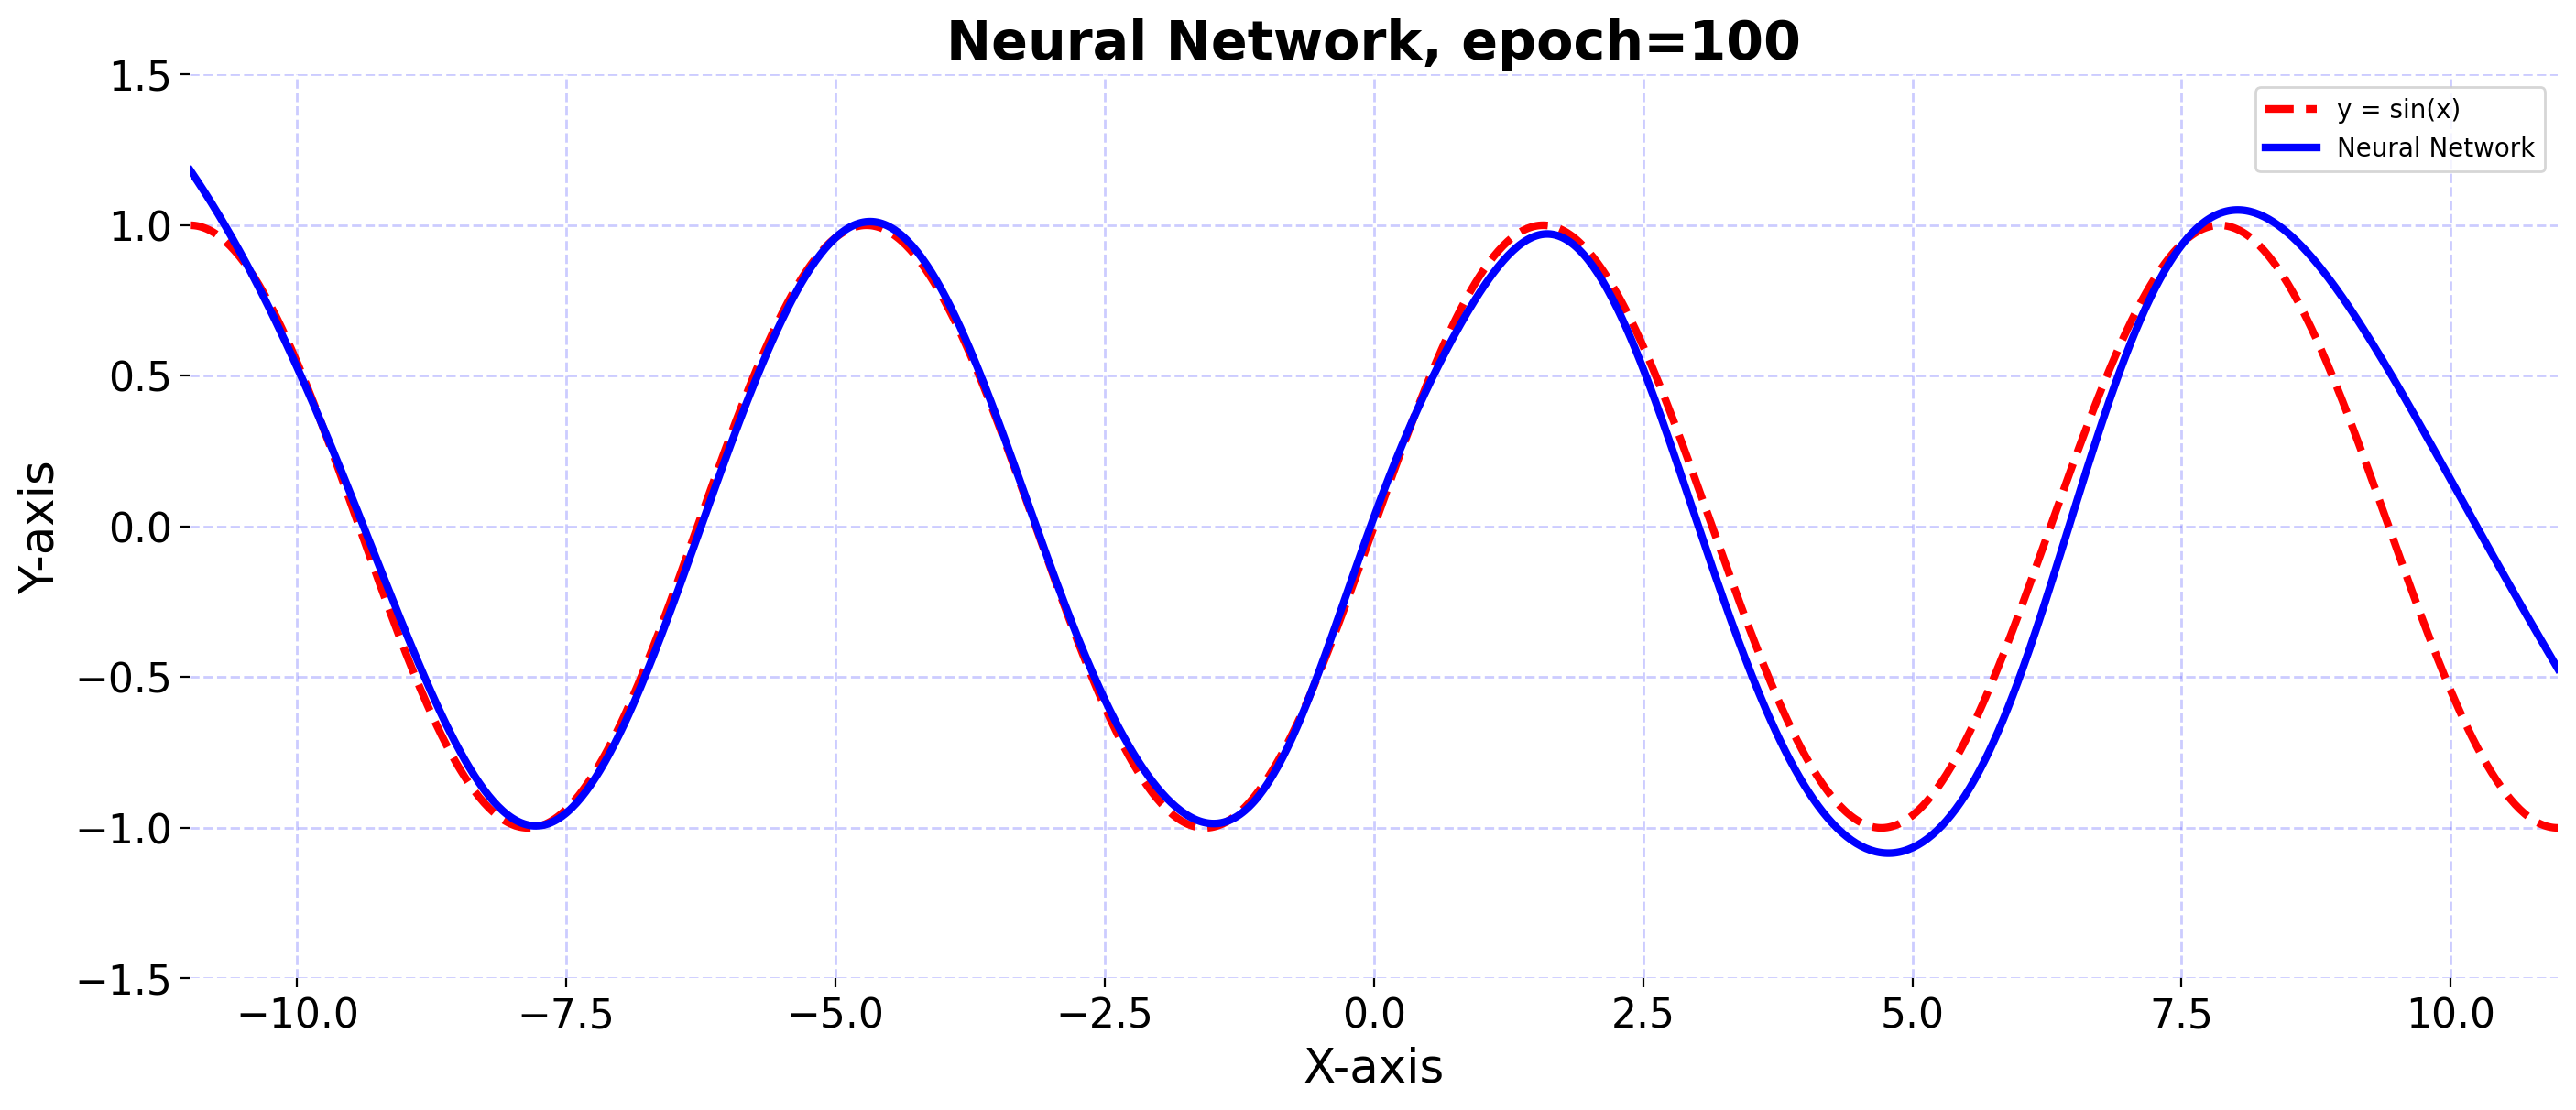 Neural Network, epoch=100
y = sin(x)
Neural Network
1.5
1.0
0.5
0.0
−0.5
−1.0
−1.5
Y-axis
−10.0 −7.5 −5.0 −2.5 0.0 2.5 5.0 7.5 10.0
X-axis